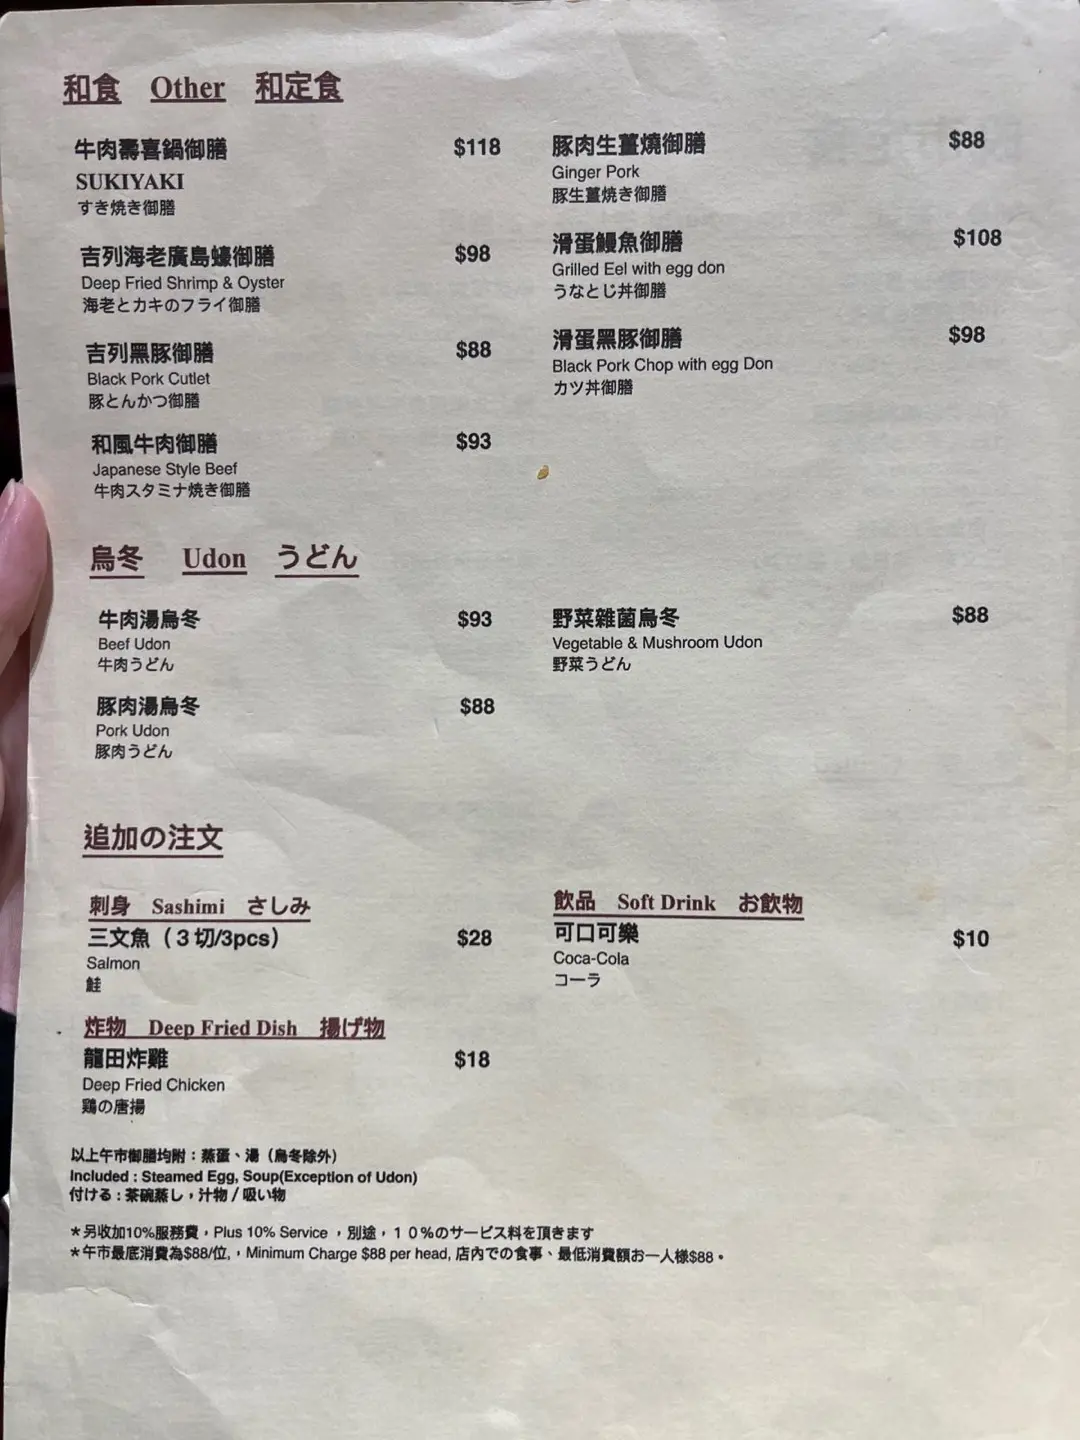 和食 Other 和定食
牛肉壽喜鍋御膳 $118
SUKIYAKI
すき焼き御膳
吉列海老廣島蠔御膳 $98
Deep Fried Shrimp & Oyster
海老とカキのフライ御膳
吉列黑豚御膳 $88
Black Pork Cutlet
豚とんかつ御膳
和風牛肉御膳 $93
Japanese Style Beef
牛肉スタミナ焼き御膳
豚肉生薑燒御膳 $88
Ginger Pork
豚生薑焼き御膳
滑蛋鰻魚御膳 $108
Grilled Eel with egg don
うなとじ丼御膳
滑蛋黑豚御膳 $98
Black Pork Chop with egg Don
カツ丼御膳
烏冬 Udon うどん
牛肉湯烏冬 $93
Beef Udon
牛肉うどん
豚肉湯烏冬 $88
Pork Udon
豚肉うどん
野菜雜菌烏冬 $88
Vegetable & Mushroom Udon
野菜うどん
追加の注文
刺身 Sashimi さしみ
三文魚（３切/3pcs） $28
Salmon
鮭
炸物 Deep Fried Dish 揚げ物
龍田炸雞 $18
Deep Fried Chicken
鶏の唐揚
飲品 Soft Drink お飲物
可口可樂 $10
Coca-Cola
コーラ
以上午市御膳均附：蒸蛋、湯（烏冬除外）
Included : Steamed Egg, Soup(Exception of Udon)
付ける : 茶碗蒸し，汁物 / 吸い物
＊另收加10%服務費，Plus 10% Service ，別途，１０%のサービス料を頂きます
＊午市最底消費為$88/位,，Minimum Charge $88 per head, 店內での食事、最低消費額お一人様$88。